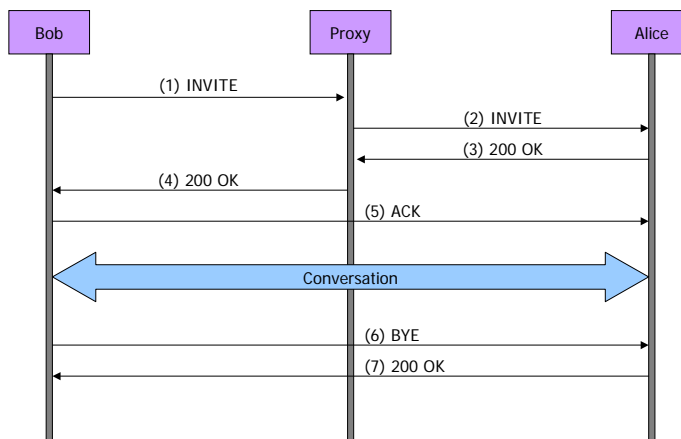 Bob
Proxy
Alice
(1) INVITE
(2) INVITE
(3) 200 OK
(4) 200 OK
(5) ACK
Conversation
(6) BYE
(7) 200 OK